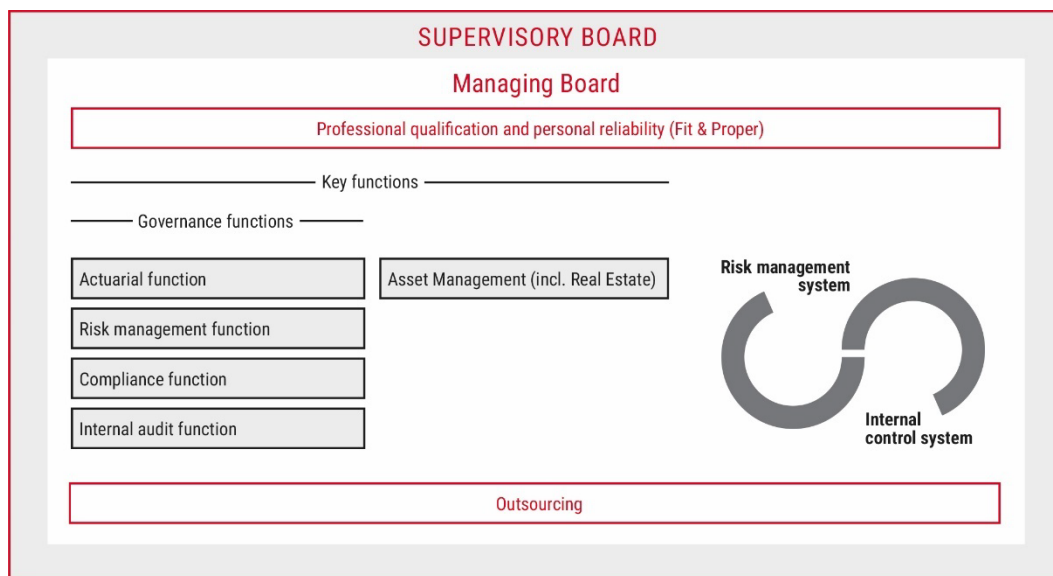 SUPERVISORY BOARD
Managing Board
Professional qualification and personal reliability (Fit & Proper)
Key functions
Governance functions
Actuarial function
Asset Management (incl. Real Estate)
Risk management function
Compliance function
Internal audit function
Risk management
system
Internal
control system
Outsourcing